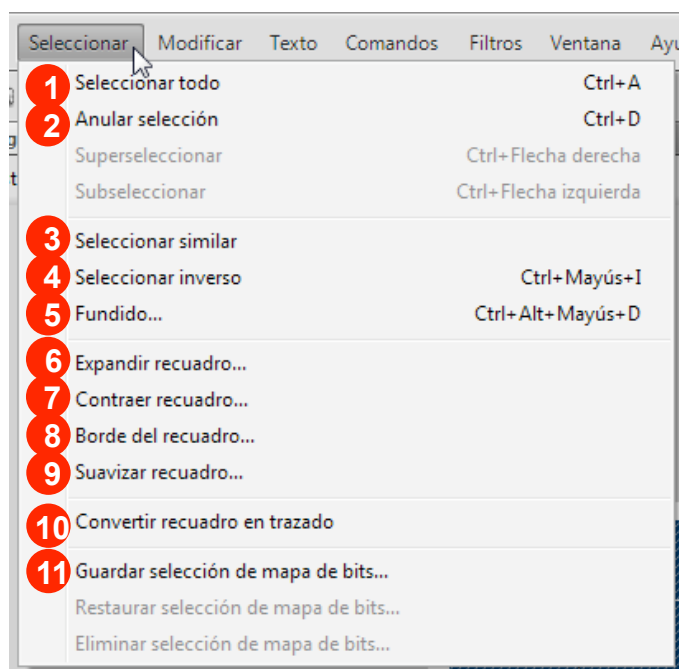 Seleccionar Modificar Texto Comandos Filtros Ventana Ayu
1 Seleccionar todo Ctrl+A
2 Anular selección Ctrl+D
Superseleccionar Ctrl+Flecha derecha
Subseleccionar Ctrl+Flecha izquierda
3 Seleccionar similar
4 Seleccionar inverso Ctrl+Mayús+I
5 Fundido... Ctrl+Alt+Mayús+D
6 Expandir recuadro...
7 Contraer recuadro...
8 Borde del recuadro...
9 Suavizar recuadro...
10 Convertir recuadro en trazado
11 Guardar selección de mapa de bits...
Restaurar selección de mapa de bits...
Eliminar selección de mapa de bits...